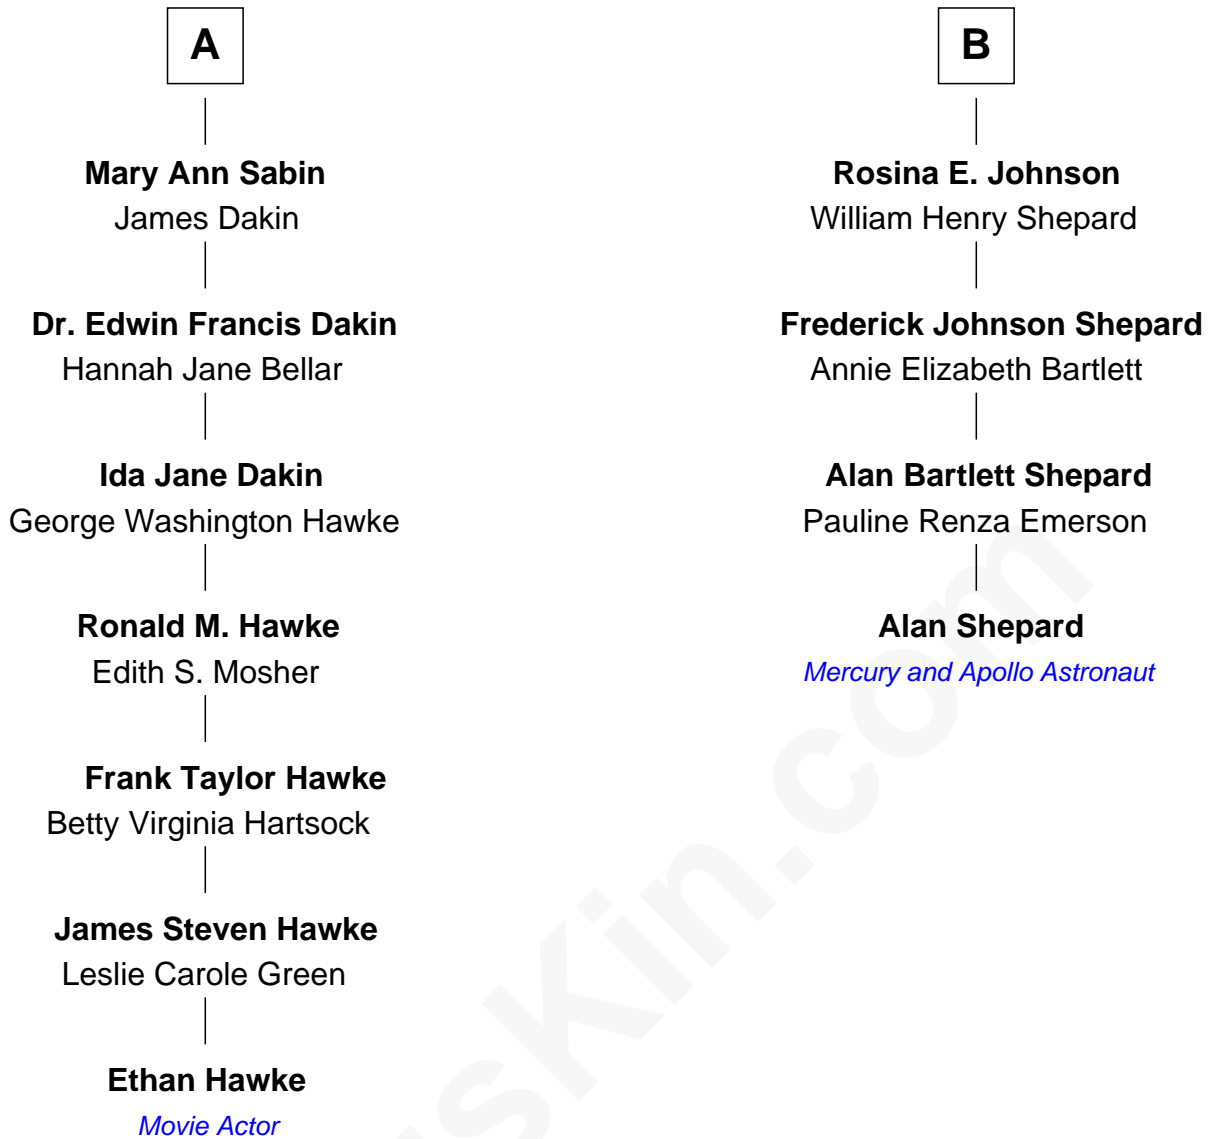 A
Mary Ann Sabin
James Dakin
Dr. Edwin Francis Dakin
Hannah Jane Bellar
Ida Jane Dakin
George Washington Hawke
Ronald M. Hawke
Edith S. Mosher
Frank Taylor Hawke
Betty Virginia Hartsock
James Steven Hawke
Leslie Carole Green
Ethan Hawke
Movie Actor
B
Rosina E. Johnson
William Henry Shepard
Frederick Johnson Shepard
Annie Elizabeth Bartlett
Alan Bartlett Shepard
Pauline Renza Emerson
Alan Shepard
Mercury and Apollo Astronaut
sKin.com